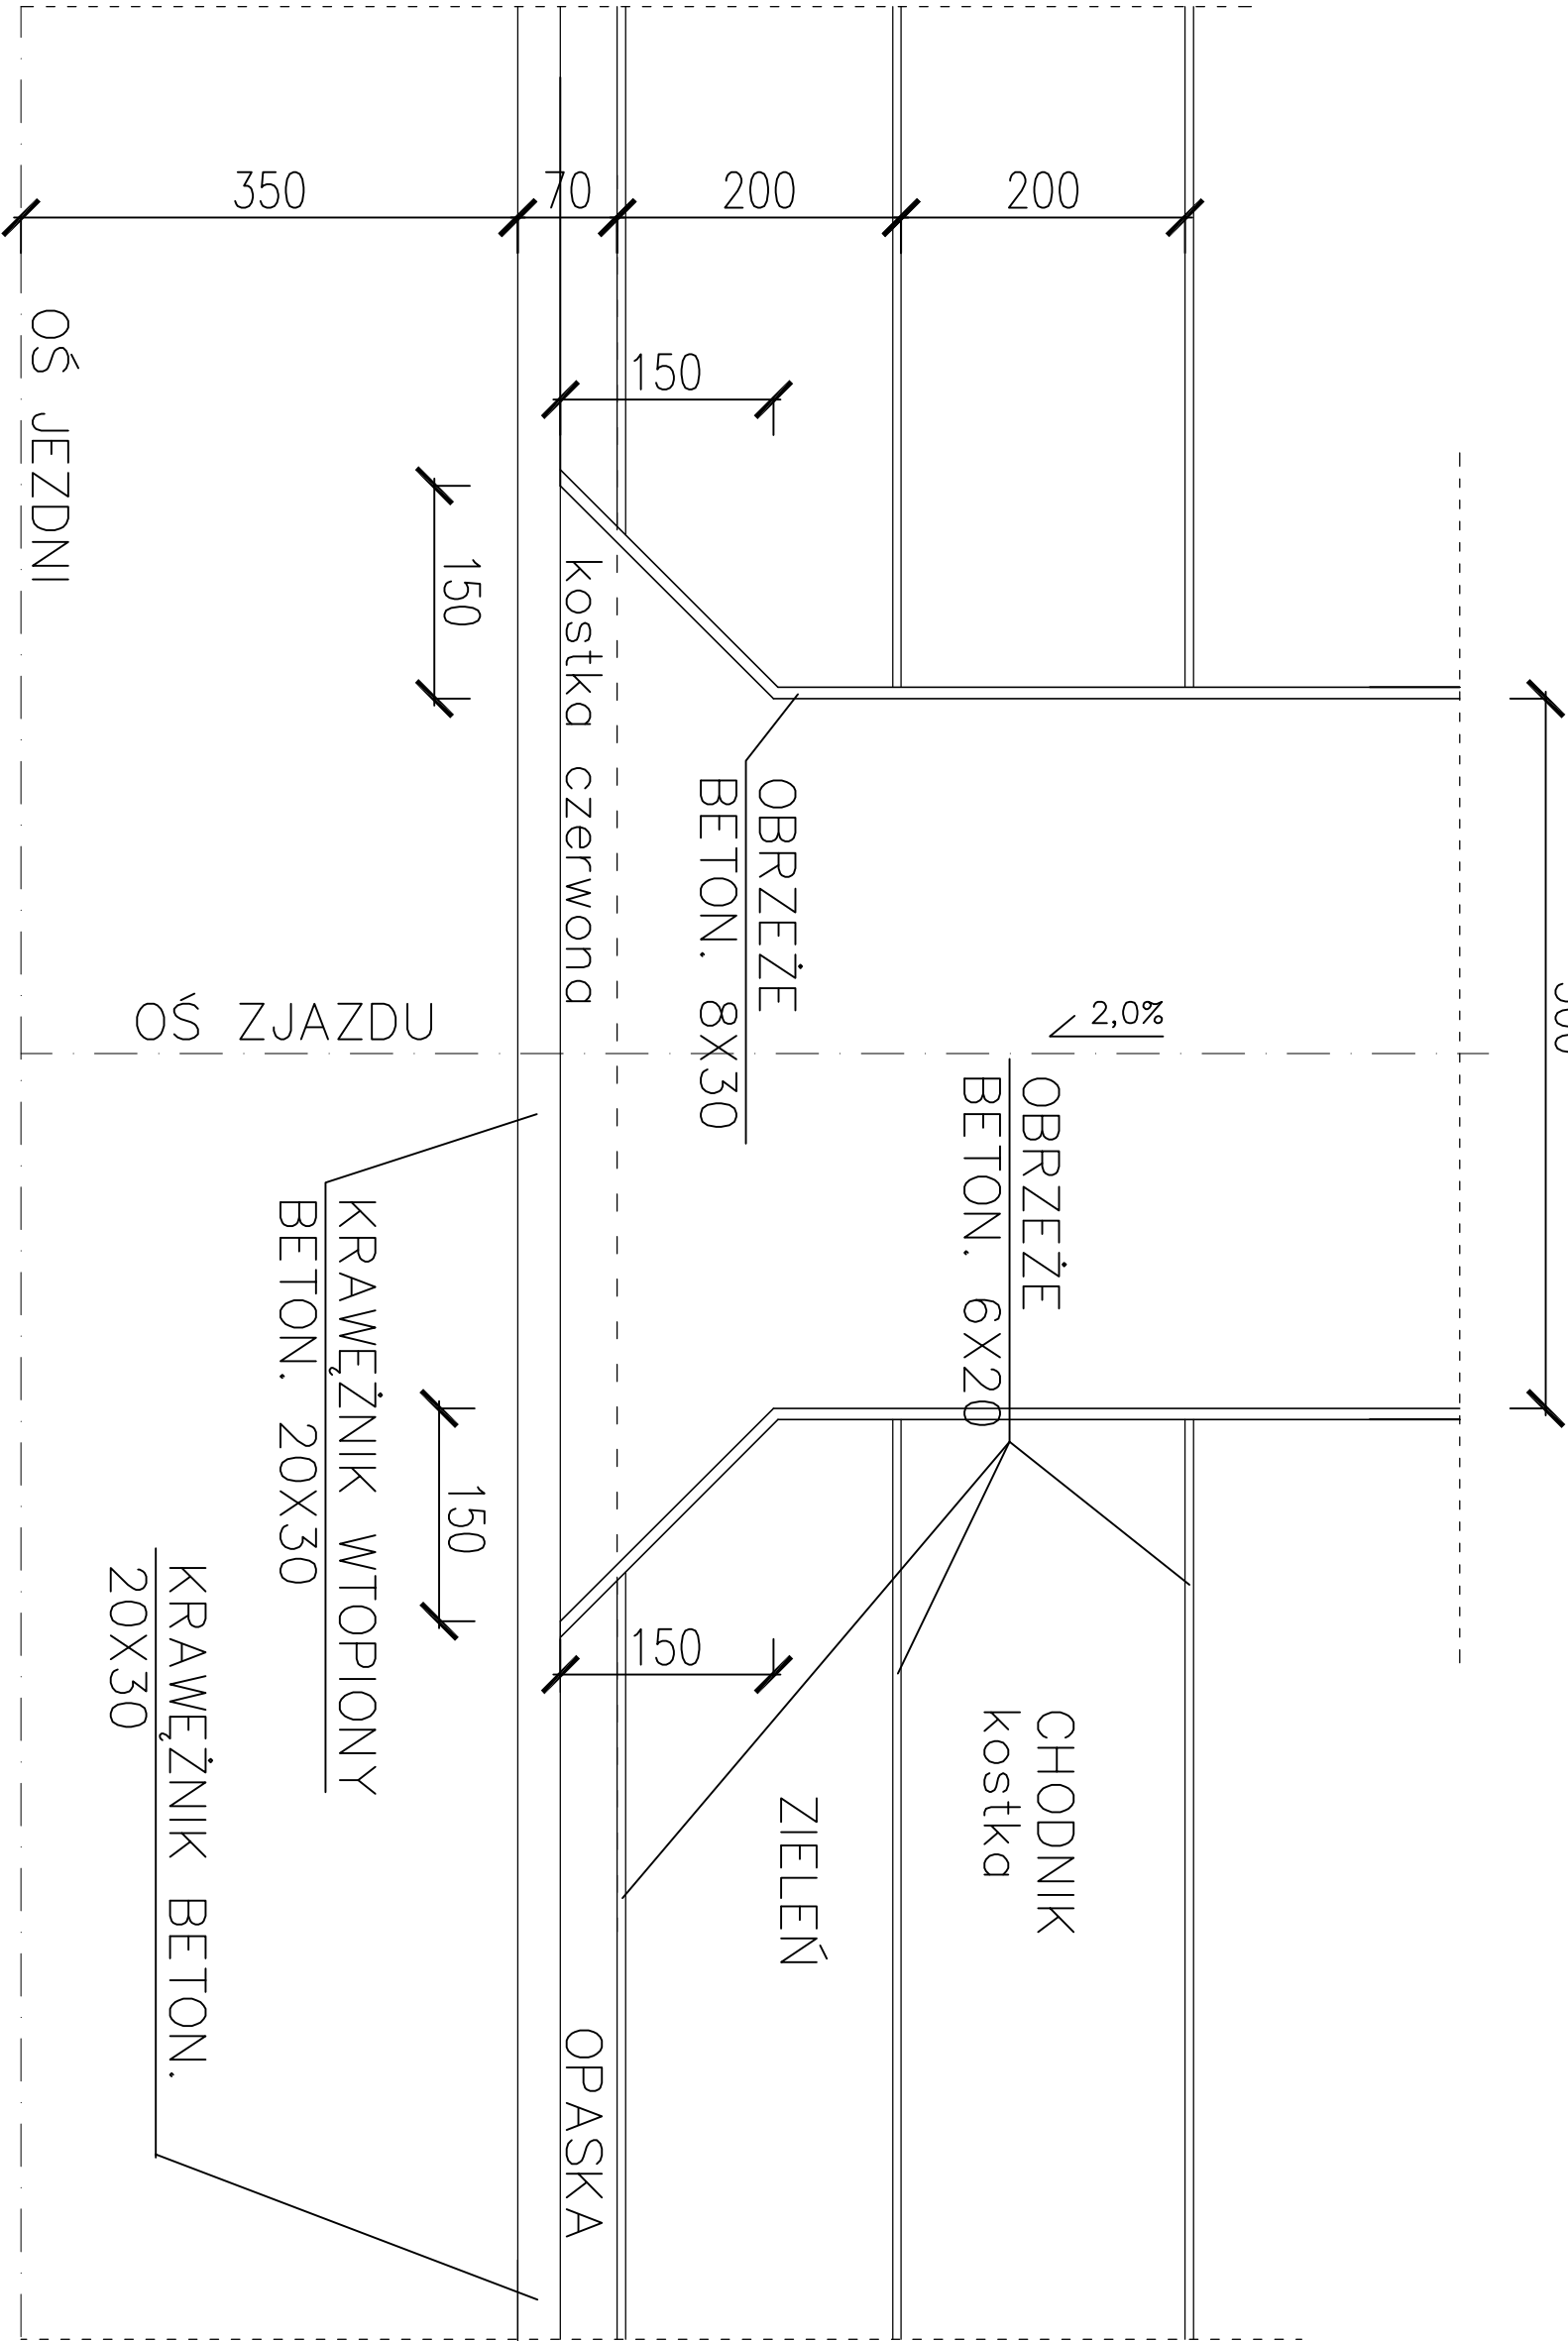 350
70
200
200
150
OŚ JEZDNI
150
kostka czerwona
OBRZEŻE
BETON. 8X30
OŚ ZJAZDU
2,0%
OBRZEŻE
BETON. 6X20
KRAWĘŻNIK WTOPIONY
BETON. 20X30
150
150
KRAWĘŻNIK BETON.
20X30
CHODNIK
kostka
ZIELEŃ
OPASKA